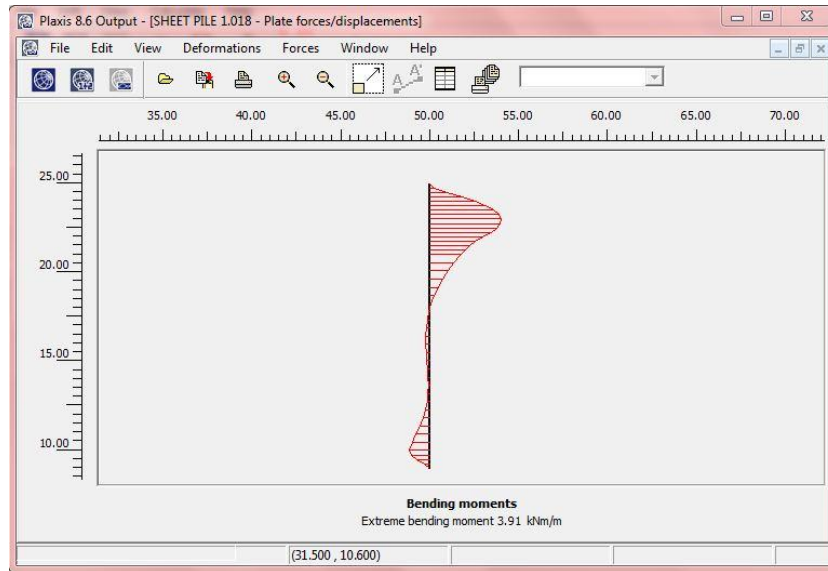 Plaxis 8.6 Output - [SHEET PILE 1.018 - Plate forces/displacements]
File Edit View Deformations Forces Window Help
35.00 40.00 45.00 50.00 55.00 60.00 65.00 70.00
25.00
20.00
15.00
10.00
Bending moments
Extreme bending moment 3.91 kNm/m
(31.500 , 10.600)